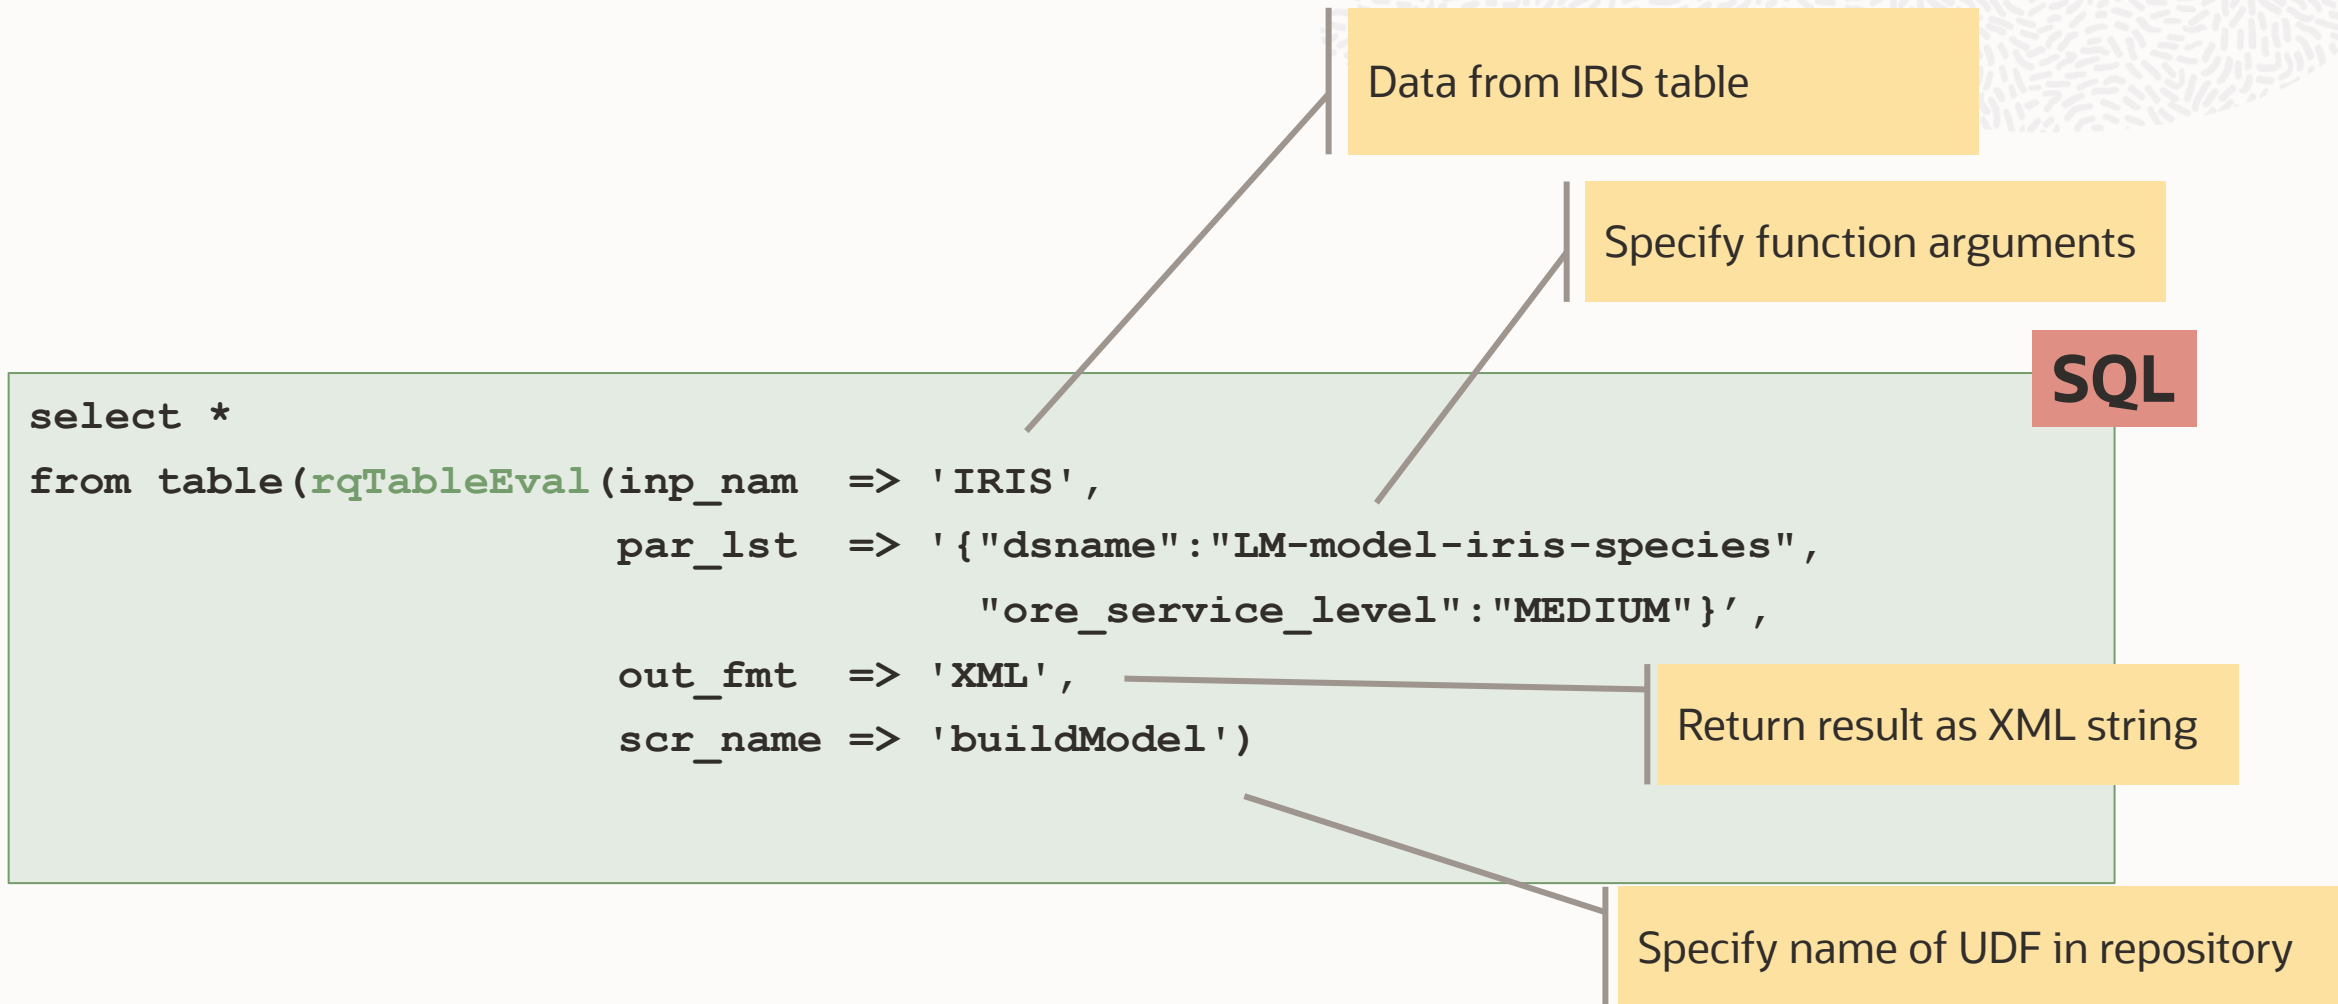 Data from IRIS table
Specify function arguments
SQL
select *
from table(rqTableEval(inp_nam  => 'IRIS',
par_lst  => '{"dsname":"LM-model-iris-species",
"ore_service_level":"MEDIUM"}’,
out_fmt  => 'XML',
scr_name => 'buildModel')
Return result as XML string
Specify name of UDF in repository